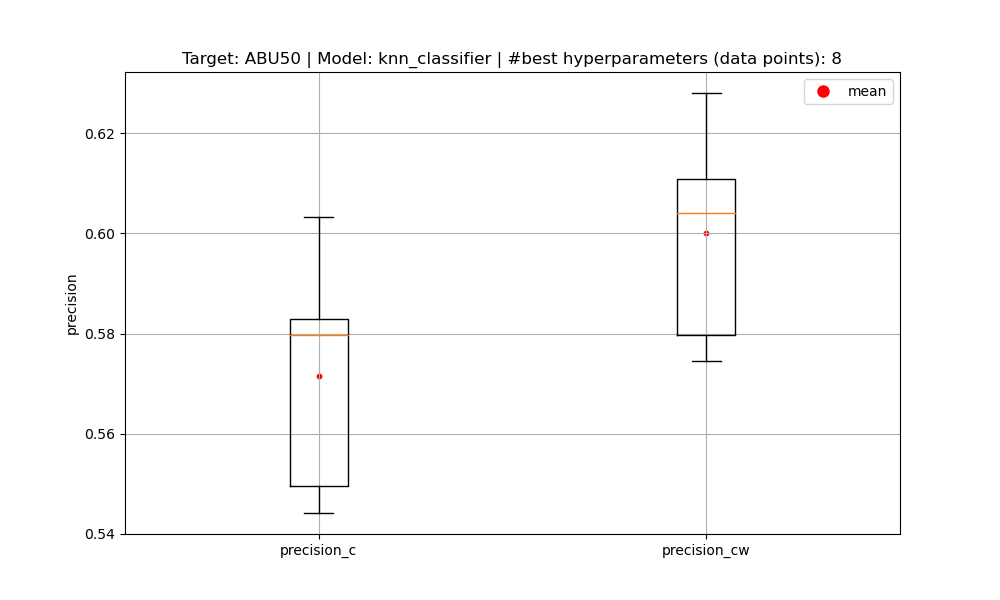 Target: ABU50 | Model: knn_classifier | #best hyperparameters (data points): 8
mean
0.62
0.60
0.58
0.56
0.54
precision
precision_c
precision_cw